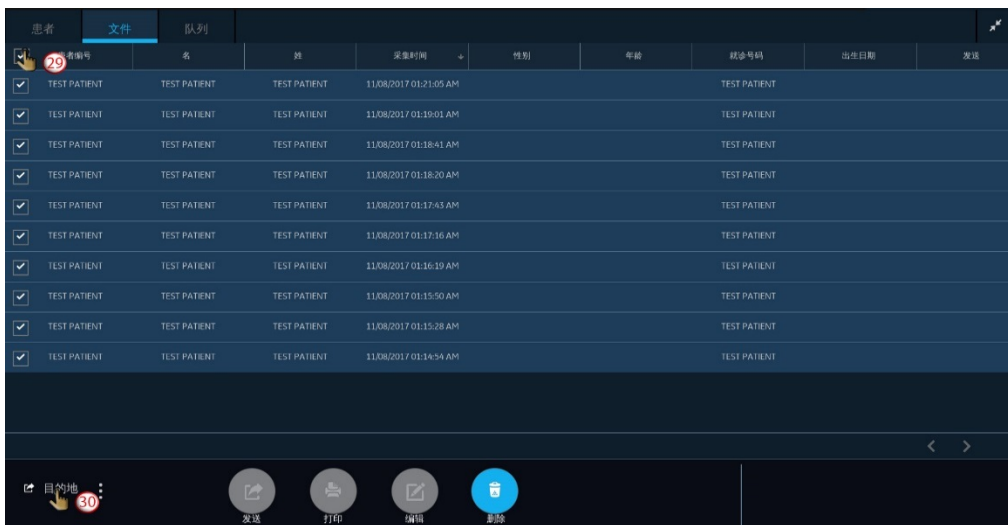 患者 文件 队列
29 患者编号 名 姓 采集时间 性别 年龄 就诊号码 出生日期 发送
TEST PATIENT TEST PATIENT TEST PATIENT 11/08/2017 01:21:05 AM TEST PATIENT
TEST PATIENT TEST PATIENT TEST PATIENT 11/08/2017 01:19:01 AM TEST PATIENT
TEST PATIENT TEST PATIENT TEST PATIENT 11/08/2017 01:18:41 AM TEST PATIENT
TEST PATIENT TEST PATIENT TEST PATIENT 11/08/2017 01:18:20 AM TEST PATIENT
TEST PATIENT TEST PATIENT TEST PATIENT 11/08/2017 01:17:43 AM TEST PATIENT
TEST PATIENT TEST PATIENT TEST PATIENT 11/08/2017 01:17:16 AM TEST PATIENT
TEST PATIENT TEST PATIENT TEST PATIENT 11/08/2017 01:16:19 AM TEST PATIENT
TEST PATIENT TEST PATIENT TEST PATIENT 11/08/2017 01:15:50 AM TEST PATIENT
TEST PATIENT TEST PATIENT TEST PATIENT 11/08/2017 01:15:28 AM TEST PATIENT
TEST PATIENT TEST PATIENT TEST PATIENT 11/08/2017 01:14:54 AM TEST PATIENT
目的地 30
发送 打印 编辑 删除